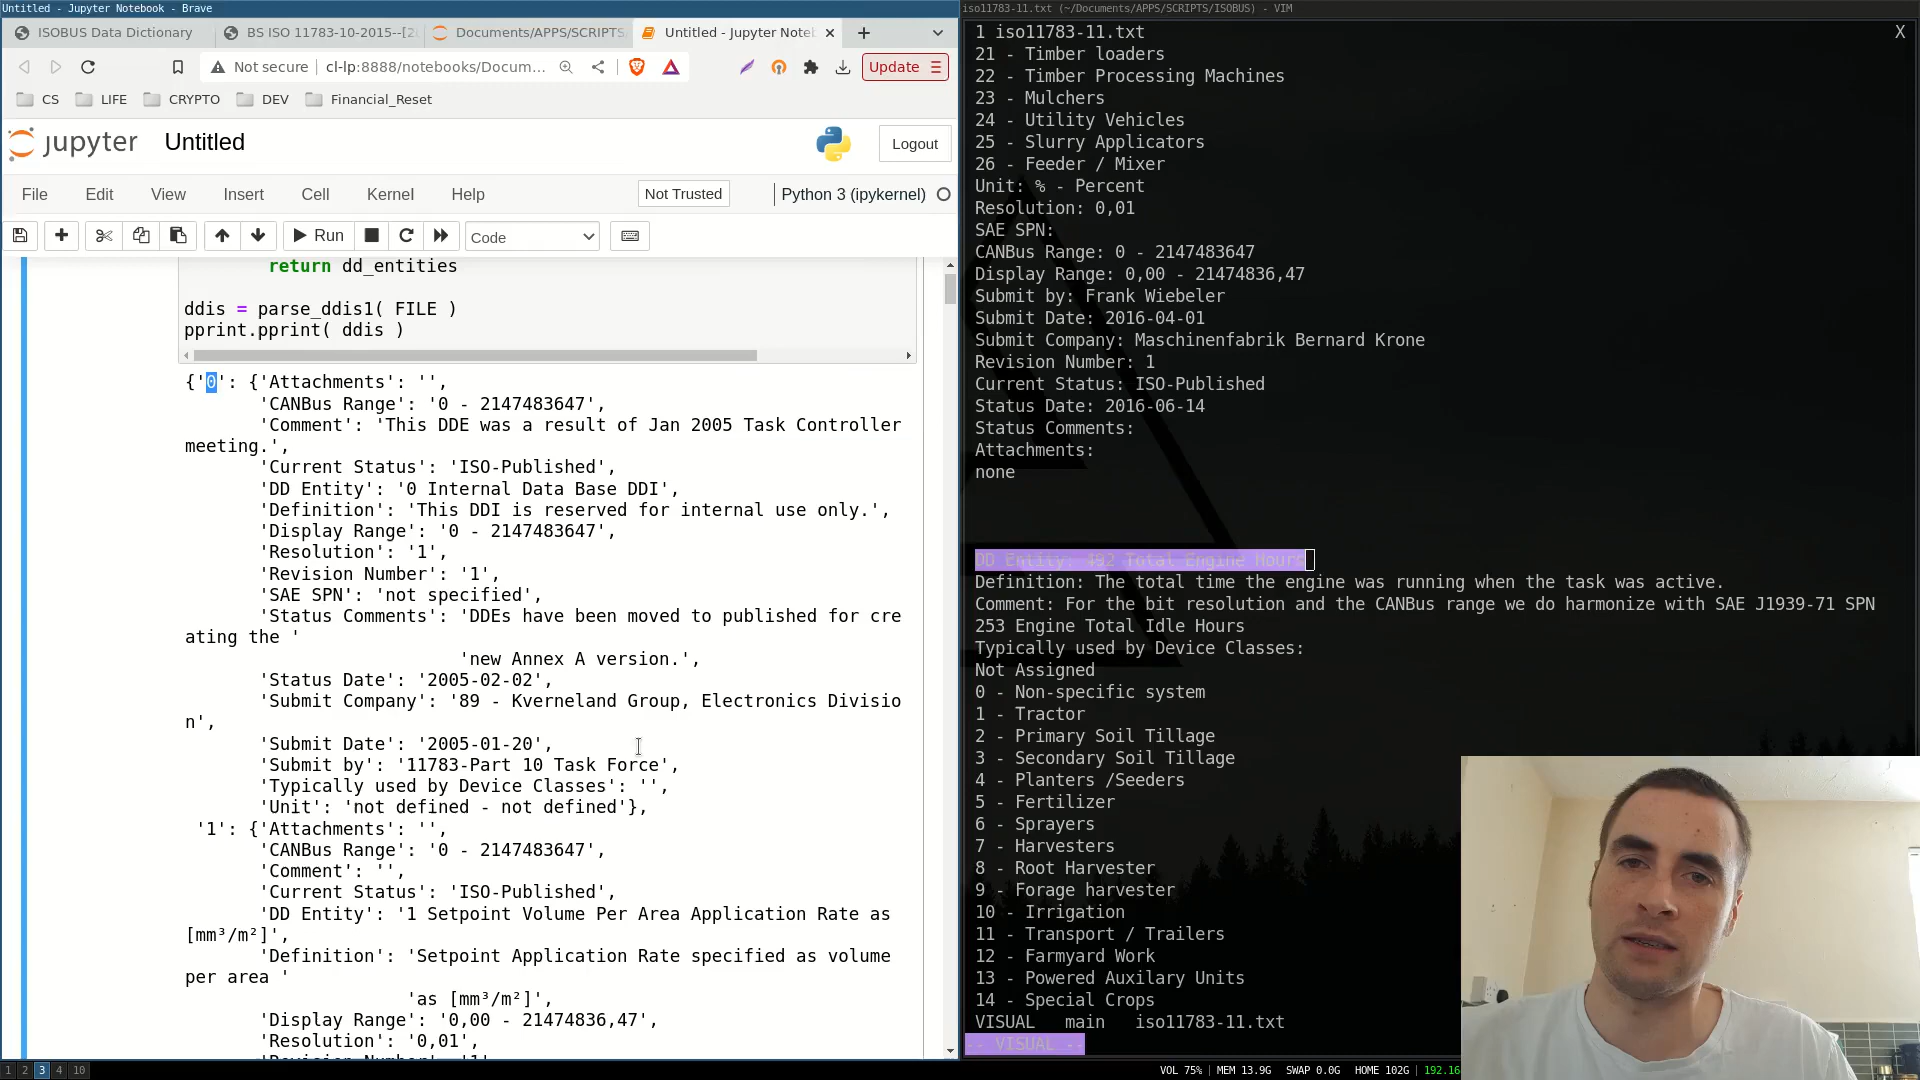 Untitled - Jupyter Notebook - Brave
ISOBUS Data Dictionary
BS ISO 11783-10-2015--[2
Documents/APPS/SCRIPTS
Untitled - Jupyter Noteb
Not secure
cl-lp:8888/notebooks/Docum...
Update
CS
LIFE
CRYPTO
DEV
Financial_Reset
jupyter
Untitled
Logout
File
Edit
View
Insert
Cell
Kernel
Help
Not Trusted
Python 3 (ipykernel)
Run
Code
return dd_entities
ddis = parse_ddis1( FILE )
pprint.pprint( ddis )
{'0': {'Attachments': '',
'CANBus Range': '0 - 2147483647',
'Comment': 'This DDE was a result of Jan 2005 Task Controller
meeting.',
'Current Status': 'ISO-Published',
'DD Entity': '0 Internal Data Base DDI',
'Definition': 'This DDI is reserved for internal use only.',
'Display Range': '0 - 2147483647',
'Resolution': '1',
'Revision Number': '1',
'SAE SPN': 'not specified',
'Status Comments': 'DDEs have been moved to published for cre
ating the '
'new Annex A version.',
'Status Date': '2005-02-02',
'Submit Company': '89 - Kverneland Group, Electronics Divisio
n',
'Submit Date': '2005-01-20',
'Submit by': '11783-Part 10 Task Force',
'Typically used by Device Classes': '',
'Unit': 'not defined - not defined'},
'1': {'Attachments': '',
'CANBus Range': '0 - 2147483647',
'Comment': '',
'Current Status': 'ISO-Published',
'DD Entity': '1 Setpoint Volume Per Area Application Rate as
[mm³/m²]',
'Definition': 'Setpoint Application Rate specified as volume
per area '
'as [mm³/m²]',
'Display Range': '0,00 - 21474836,47',
'Resolution': '0,01',
'Revision Number': '1'
1 2 3 4 10
iso11783-11.txt (~/Documents/APPS/SCRIPTS/ISOBUS) - VIM
1 iso11783-11.txt X
21 - Timber loaders
22 - Timber Processing Machines
23 - Mulchers
24 - Utility Vehicles
25 - Slurry Applicators
26 - Feeder / Mixer
Unit: % - Percent
Resolution: 0,01
SAE SPN:
CANBus Range: 0 - 2147483647
Display Range: 0,00 - 21474836,47
Submit by: Frank Wiebeler
Submit Date: 2016-04-01
Submit Company: Maschinenfabrik Bernard Krone
Revision Number: 1
Current Status: ISO-Published
Status Date: 2016-06-14
Status Comments:
Attachments:
none
DD Entity: 492 Total Engine Hours
Definition: The total time the engine was running when the task was active.
Comment: For the bit resolution and the CANBus range we do harmonize with SAE J1939-71 SPN
253 Engine Total Idle Hours
Typically used by Device Classes:
Not Assigned
0 - Non-specific system
1 - Tractor
2 - Primary Soil Tillage
3 - Secondary Soil Tillage
4 - Planters /Seeders
5 - Fertilizer
6 - Sprayers
7 - Harvesters
8 - Root Harvester
9 - Forage harvester
10 - Irrigation
11 - Transport / Trailers
12 - Farmyard Work
13 - Powered Auxilary Units
14 - Special Crops
VISUAL main iso11783-11.txt
-- VISUAL --
VOL 75% | MEM 13.9G SWAP 0.0G HOME 102G | 192.16